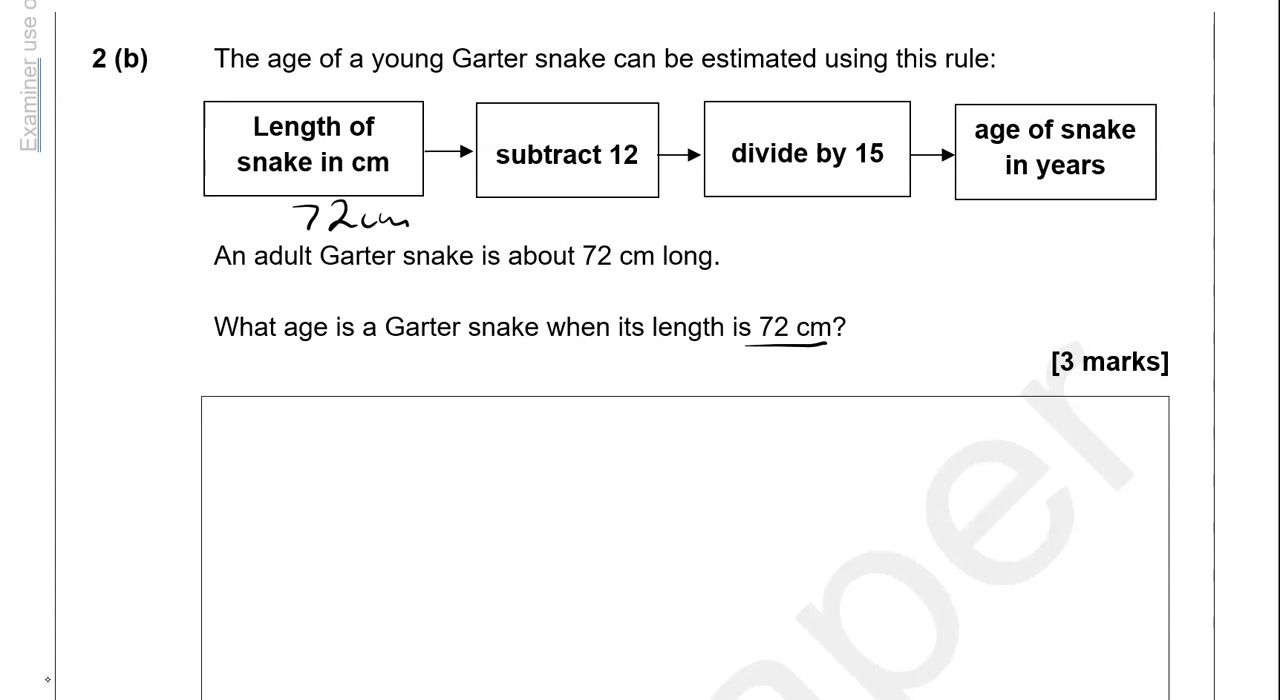 Examiner use o
2 (b) The age of a young Garter snake can be estimated using this rule:
Length of
snake in cm
subtract 12
divide by 15
age of snake
in years
72cm
An adult Garter snake is about 72 cm long.
What age is a Garter snake when its length is 72 cm?
[3 marks]
aper